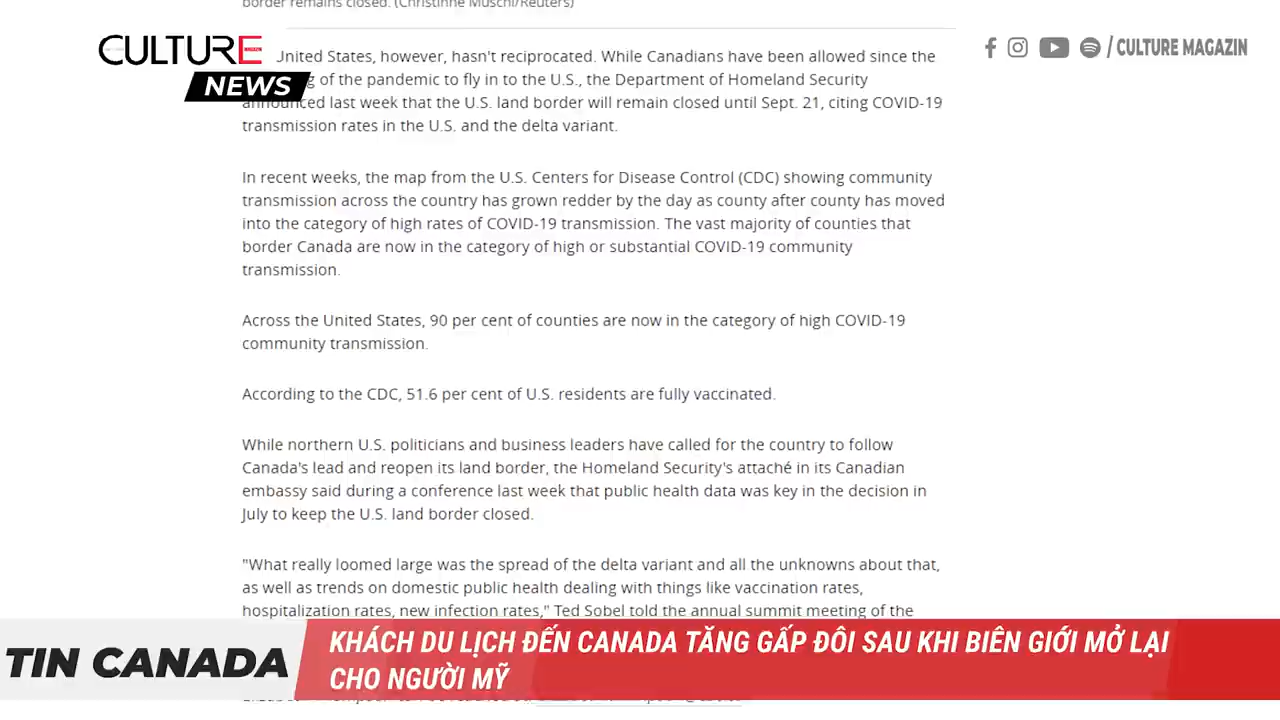 border remains closed. (Christinne Muschi/Reuters)
CULTURE
NEWS
/ CULTURE MAGAZIN
United States, however, hasn't reciprocated. While Canadians have been allowed since the
g of the pandemic to fly in to the U.S., the Department of Homeland Security
announced last week that the U.S. land border will remain closed until Sept. 21, citing COVID-19
transmission rates in the U.S. and the delta variant.
In recent weeks, the map from the U.S. Centers for Disease Control (CDC) showing community
transmission across the country has grown redder by the day as county after county has moved
into the category of high rates of COVID-19 transmission. The vast majority of counties that
border Canada are now in the category of high or substantial COVID-19 community
transmission.
Across the United States, 90 per cent of counties are now in the category of high COVID-19
community transmission.
According to the CDC, 51.6 per cent of U.S. residents are fully vaccinated.
While northern U.S. politicians and business leaders have called for the country to follow
Canada's lead and reopen its land border, the Homeland Security's attaché in its Canadian
embassy said during a conference last week that public health data was key in the decision in
July to keep the U.S. land border closed.
"What really loomed large was the spread of the delta variant and all the unknowns about that,
as well as trends on domestic public health dealing with things like vaccination rates,
hospitalization rates, new infection rates," Ted Sobel told the annual summit meeting of the
TIN CANADA
KHÁCH DU LỊCH ĐẾN CANADA TĂNG GẤP ĐÔI SAU KHI BIÊN GIỚI MỞ LẠI
CHO NGƯỜI MỸ